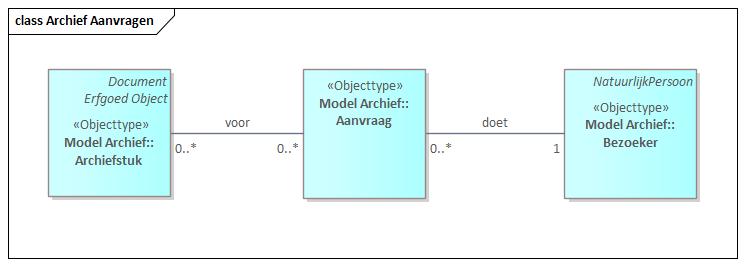 class Archief Aanvragen
Document
Erfgoed Object
«Objecttype»
Model Archief::
Archiefstuk
voor
0..*
0..*
«Objecttype»
Model Archief::
Aanvraag
doet
0..*
1
NatuurlijkPersoon
«Objecttype»
Model Archief::
Bezoeker